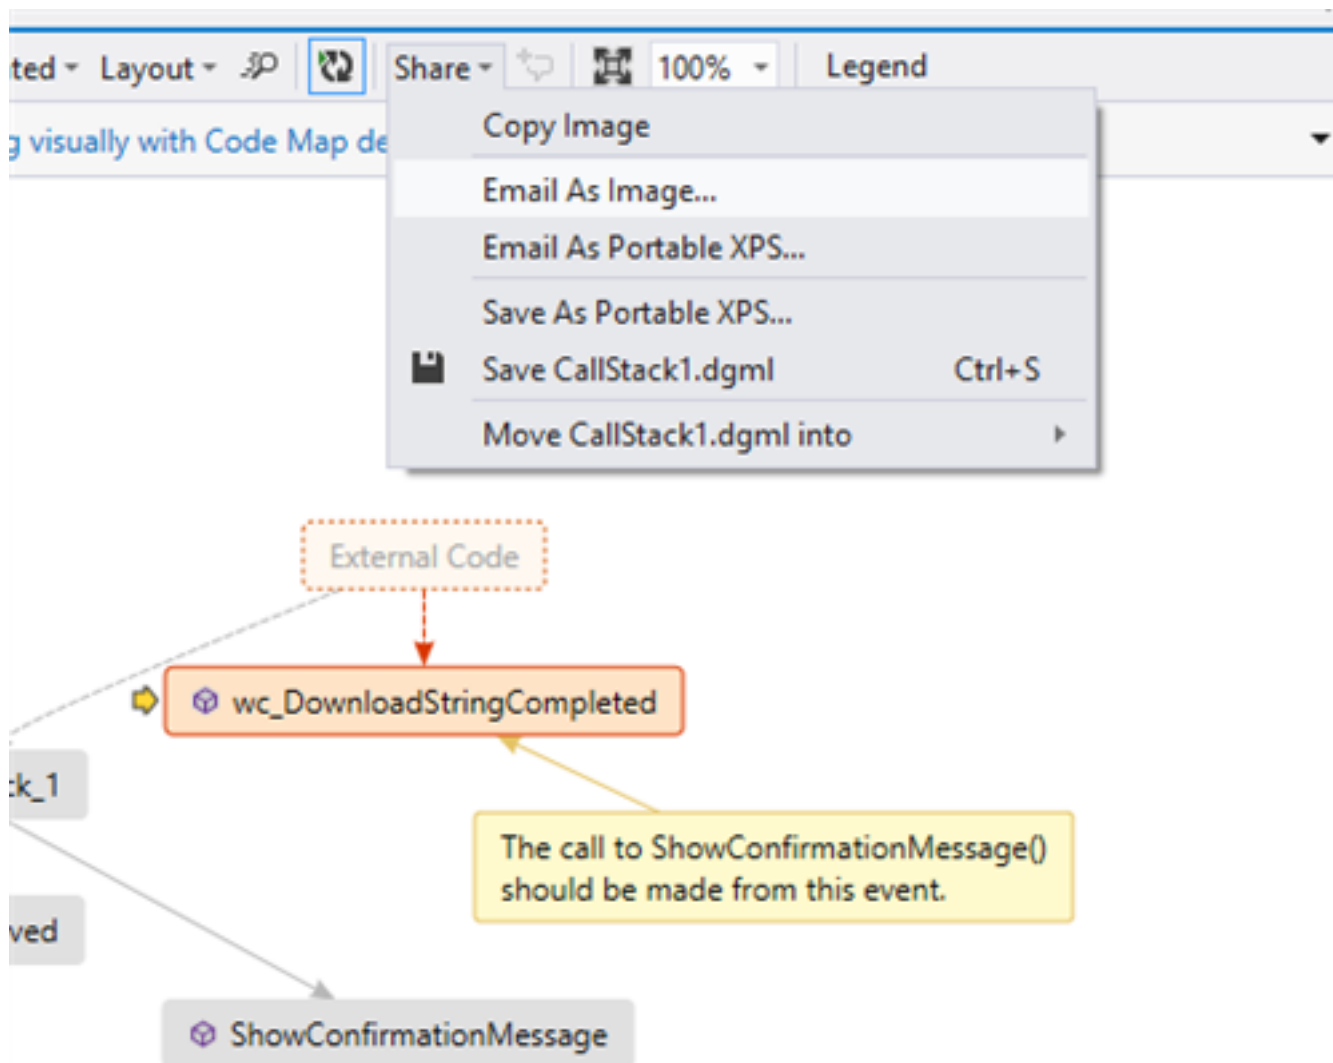 ted Layout Share 100% Legend
g visually with Code Map de
Copy Image
Email As Image...
Email As Portable XPS...
Save As Portable XPS...
Save CallStack1.dgml Ctrl+S
Move CallStack1.dgml into
External Code
wc_DownloadStringCompleted
ck_1
The call to ShowConfirmationMessage()
should be made from this event.
ved
ShowConfirmationMessage